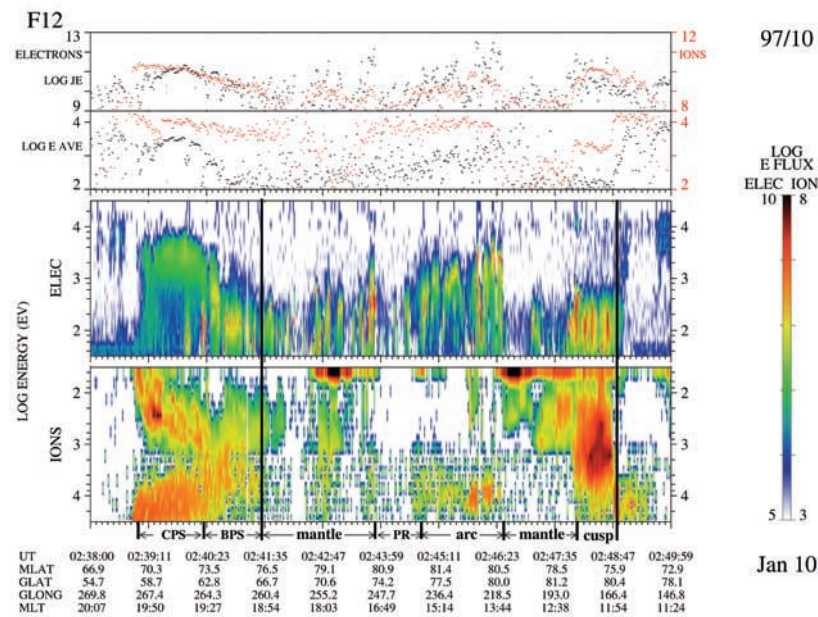 F12
97/10
13
12
ELECTRONS
IONS
LOG JE
9
8
4
4
LOG E AVE
2
2
LOG
E FLUX
ELEC ION
10 8
5 3
LOG ENERGY (EV)
ELEC
4
3
2
IONS
2
3
4
CPS BPS mantle PR arc mantle cusp
UT 02:38:00 02:39:11 02:40:23 02:41:35 02:42:47 02:43:59 02:45:11 02:46:23 02:47:35 02:48:47 02:49:59
MLAT 66.9 70.3 73.5 76.5 79.1 80.9 81.4 80.5 78.5 75.9 72.9
GLAT 54.7 58.7 62.8 66.7 70.6 74.2 77.5 80.0 81.2 80.4 78.1
GLONG 269.8 267.4 264.3 260.4 255.2 247.7 236.4 218.5 193.0 166.4 146.8
MLT 20:07 19:50 19:27 18:54 18:03 16:49 15:14 13:44 12:38 11:54 11:24
Jan 10